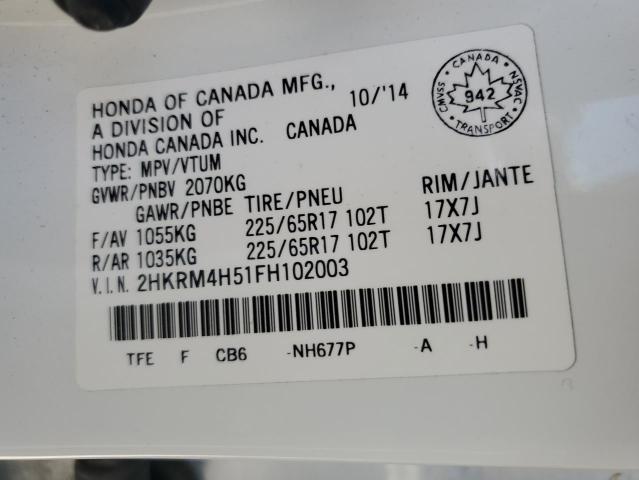 HONDA OF CANADA MFG., 10/'14
A DIVISION OF
HONDA CANADA INC. CANADA
TYPE: MPV/VTUM
GVWR/PNBV 2070KG
GAWR/PNBE TIRE/PNEU RIM/JANTE
F/AV 1055KG 225/65R17 102T 17X7J
R/AR 1035KG 225/65R17 102T 17X7J
V.I.N. 2HKRM4H51FH102003
TFE F CB6 -NH677P -A -H
CANADA
CMVSS 942 NSVAC
TRANSPORT